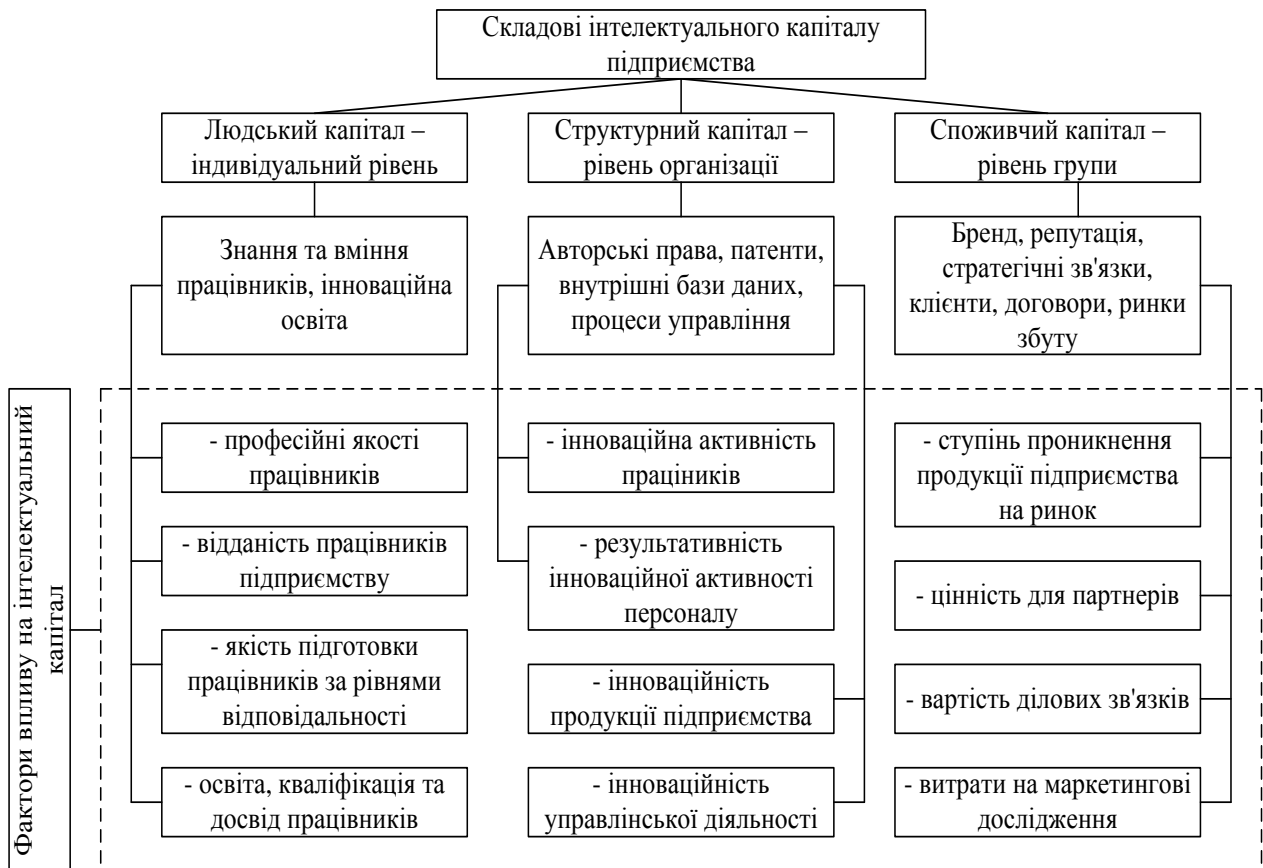 Складові інтелектуального капіталу
підприємства
Людський капітал –
індивідуальний рівень
Структурний капітал –
рівень організації
Споживчий капітал –
рівень групи
Знання та вміння
працівників, інноваційна
освіта
Авторські права, патенти,
внутрішні бази даних,
процеси управління
Бренд, репутація,
стратегічні зв'язки,
клієнти, договори, ринки
збуту
Фактори впливу на інтелектуальний
капітал
- професійні якості
працівників
- відданість працівників
підприємству
- якість підготовки
працівників за рівнями
відповідальності
- освіта, кваліфікація та
досвід працівників
- інноваційна активність
праціників
- результативність
інноваційної активності
персоналу
- інноваційність
продукції підприємства
- інноваційність
управлінської діяльності
- ступінь проникнення
продукції підприємства
на ринок
- цінність для партнерів
- вартість ділових зв'язків
- витрати на маркетингові
дослідження